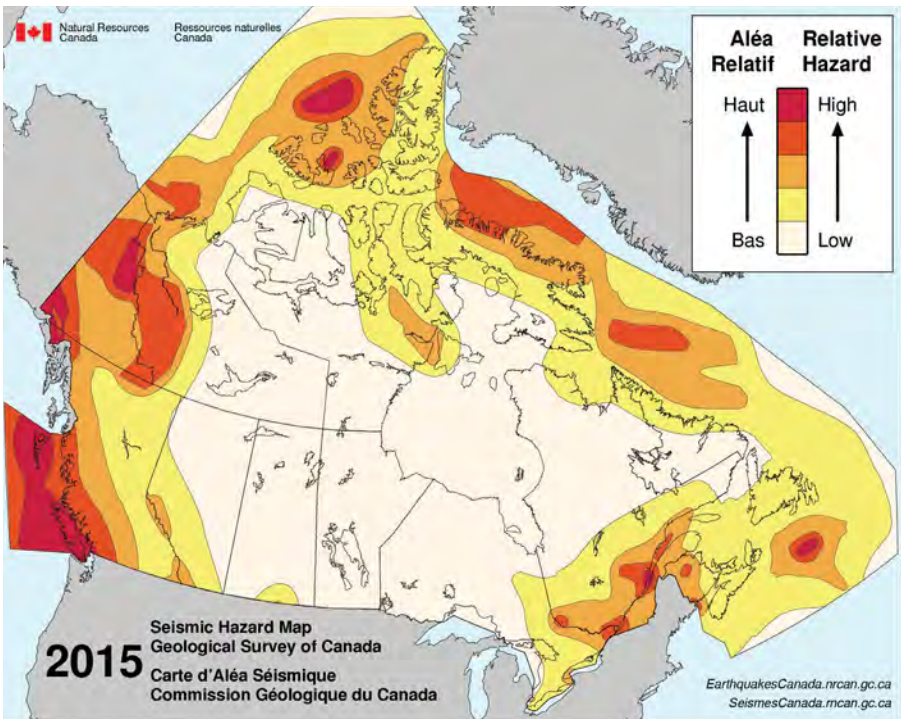 Natural Resources Canada
Ressources naturelles Canada
Aléa Relatif
Relative Hazard
Haut
High
Bas
Low
2015
Seismic Hazard Map
Geological Survey of Canada
Carte d'Aléa Séismique
Commission Géologique du Canada
EarthquakesCanada.nrcan.gc.ca
SeismesCanada.rncan.gc.ca